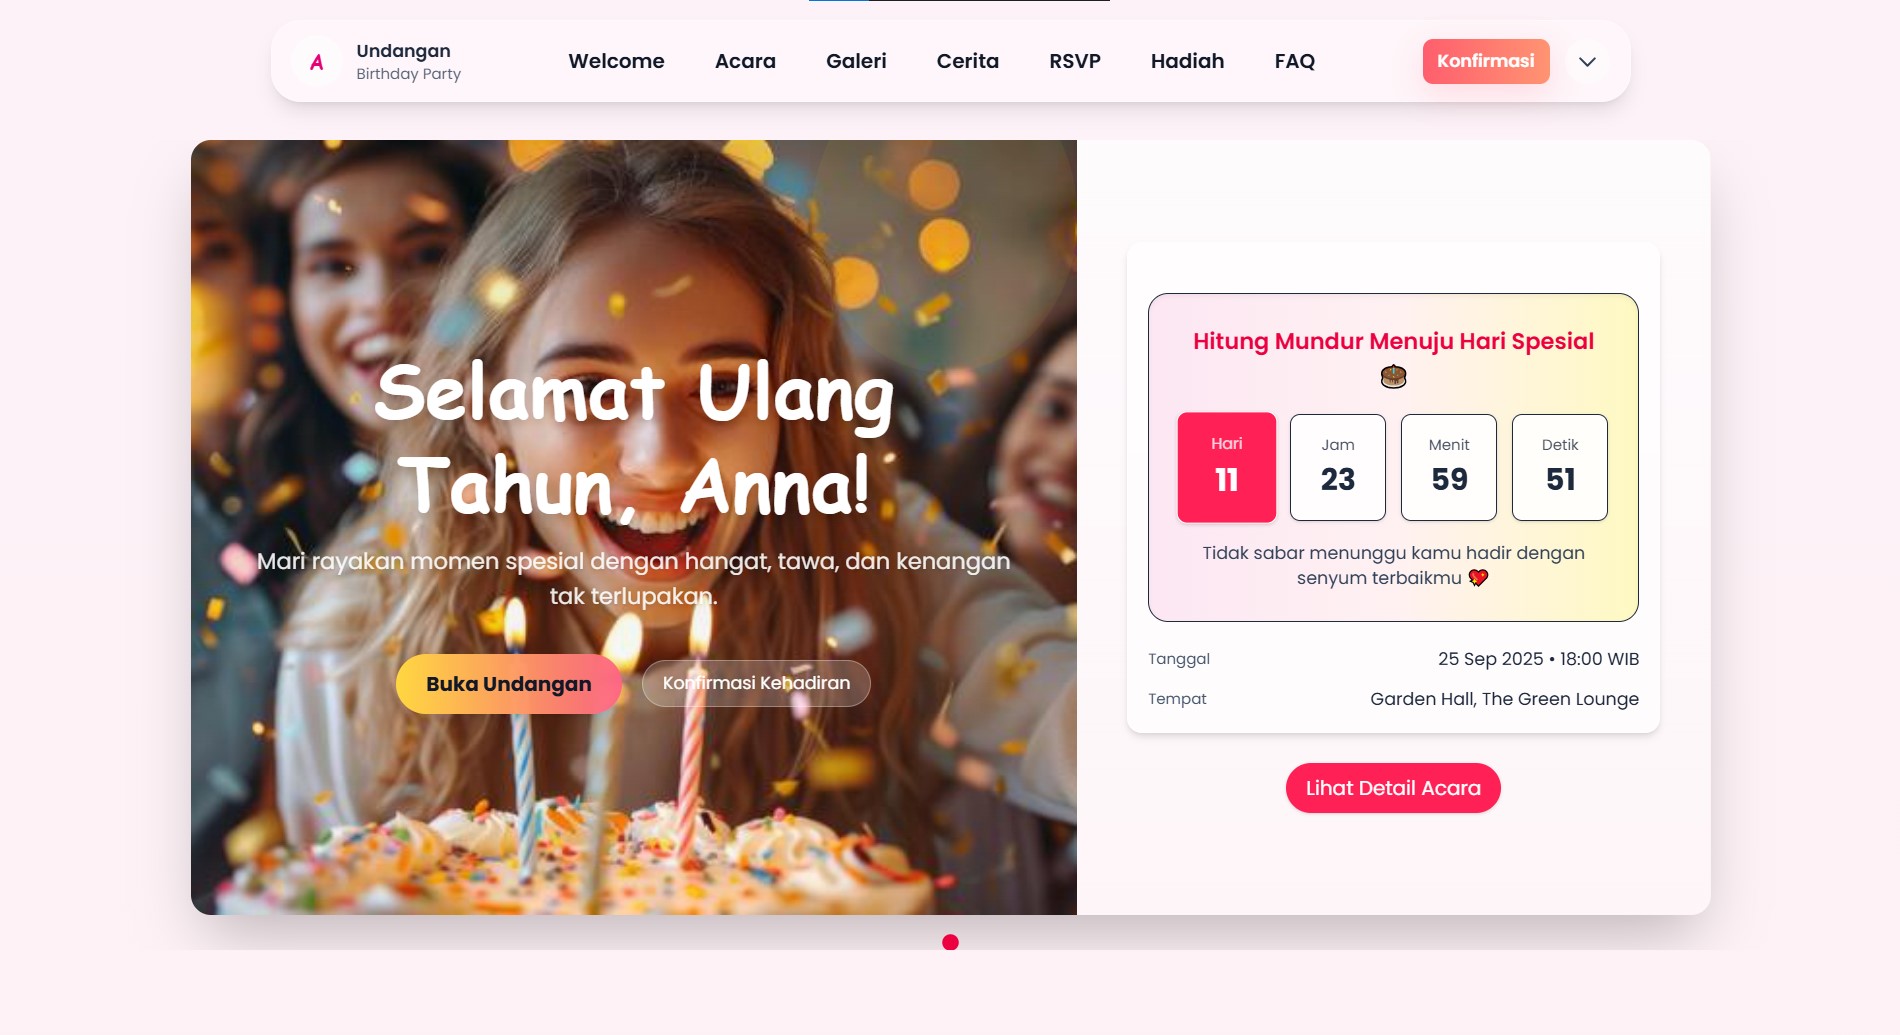 A
Undangan
Birthday Party
Welcome
Acara
Galeri
Cerita
RSVP
Hadiah
FAQ
Konfirmasi
Selamat Ulang
Tahun, Anna!
Mari rayakan momen spesial dengan hangat, tawa, dan kenangan
tak terlupakan.
Buka Undangan
Konfirmasi Kehadiran
Hitung Mundur Menuju Hari Spesial
🎂
Hari
11
Jam
23
Menit
59
Detik
51
Tidak sabar menunggu kamu hadir dengan
senyum terbaikmu 💖
Tanggal
25 Sep 2025 • 18:00 WIB
Tempat
Garden Hall, The Green Lounge
Lihat Detail Acara